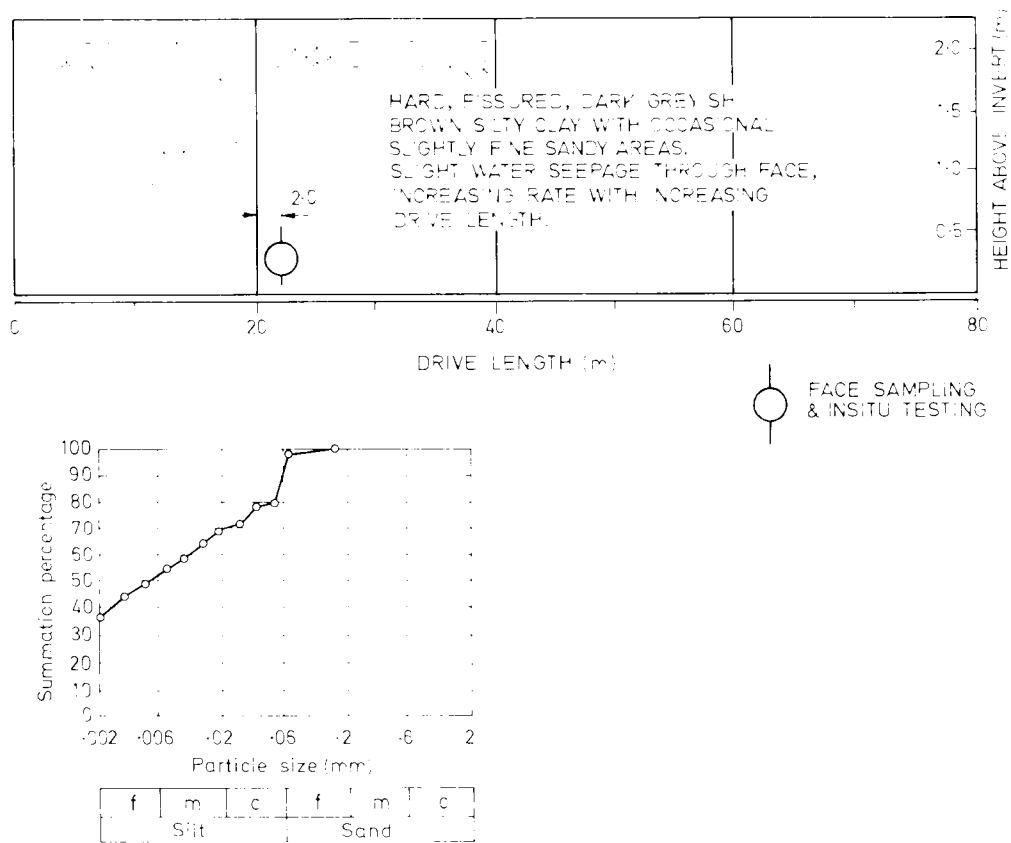 2·0
1·5
1·0
0·5
HEIGHT ABOVE INVERT (m)
HARD, FISSURED, DARK GREYISH
BROWN SILTY CLAY WITH OCCASIONAL
SLIGHTLY FINE SANDY AREAS.
SLIGHT WATER SEEPAGE THROUGH FACE,
INCREASING RATE WITH INCREASING
DRIVE LENGTH.
2·0
0 20 40 60 80
DRIVE LENGTH (m)
FACE SAMPLING
& INSITU TESTING
100
90
80
70
60
50
40
30
20
10
0
Summation percentage
·002 ·006 ·02 ·06 ·2 ·6 2
Particle size (mm)
f m c f m c
Silt Sand